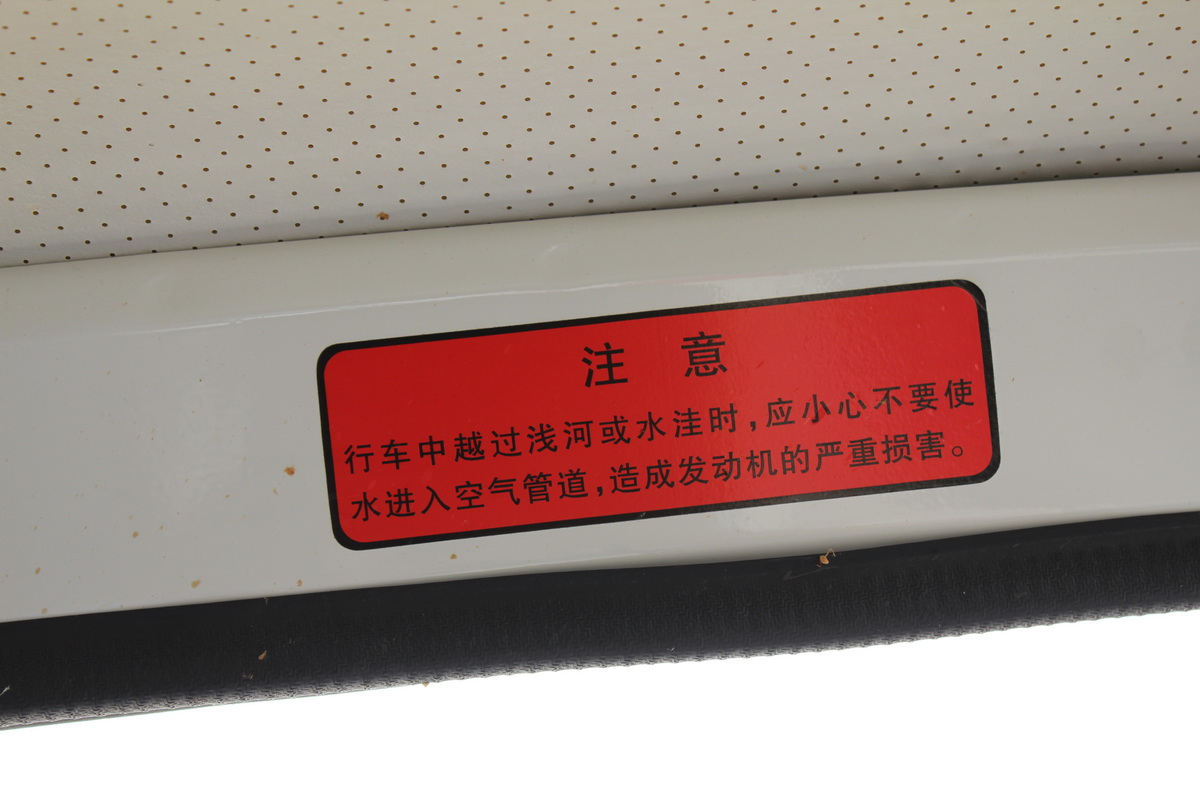 注 意
行车中越过浅河或水洼时,应小心不要使
水进入空气管道,造成发动机的严重损害。